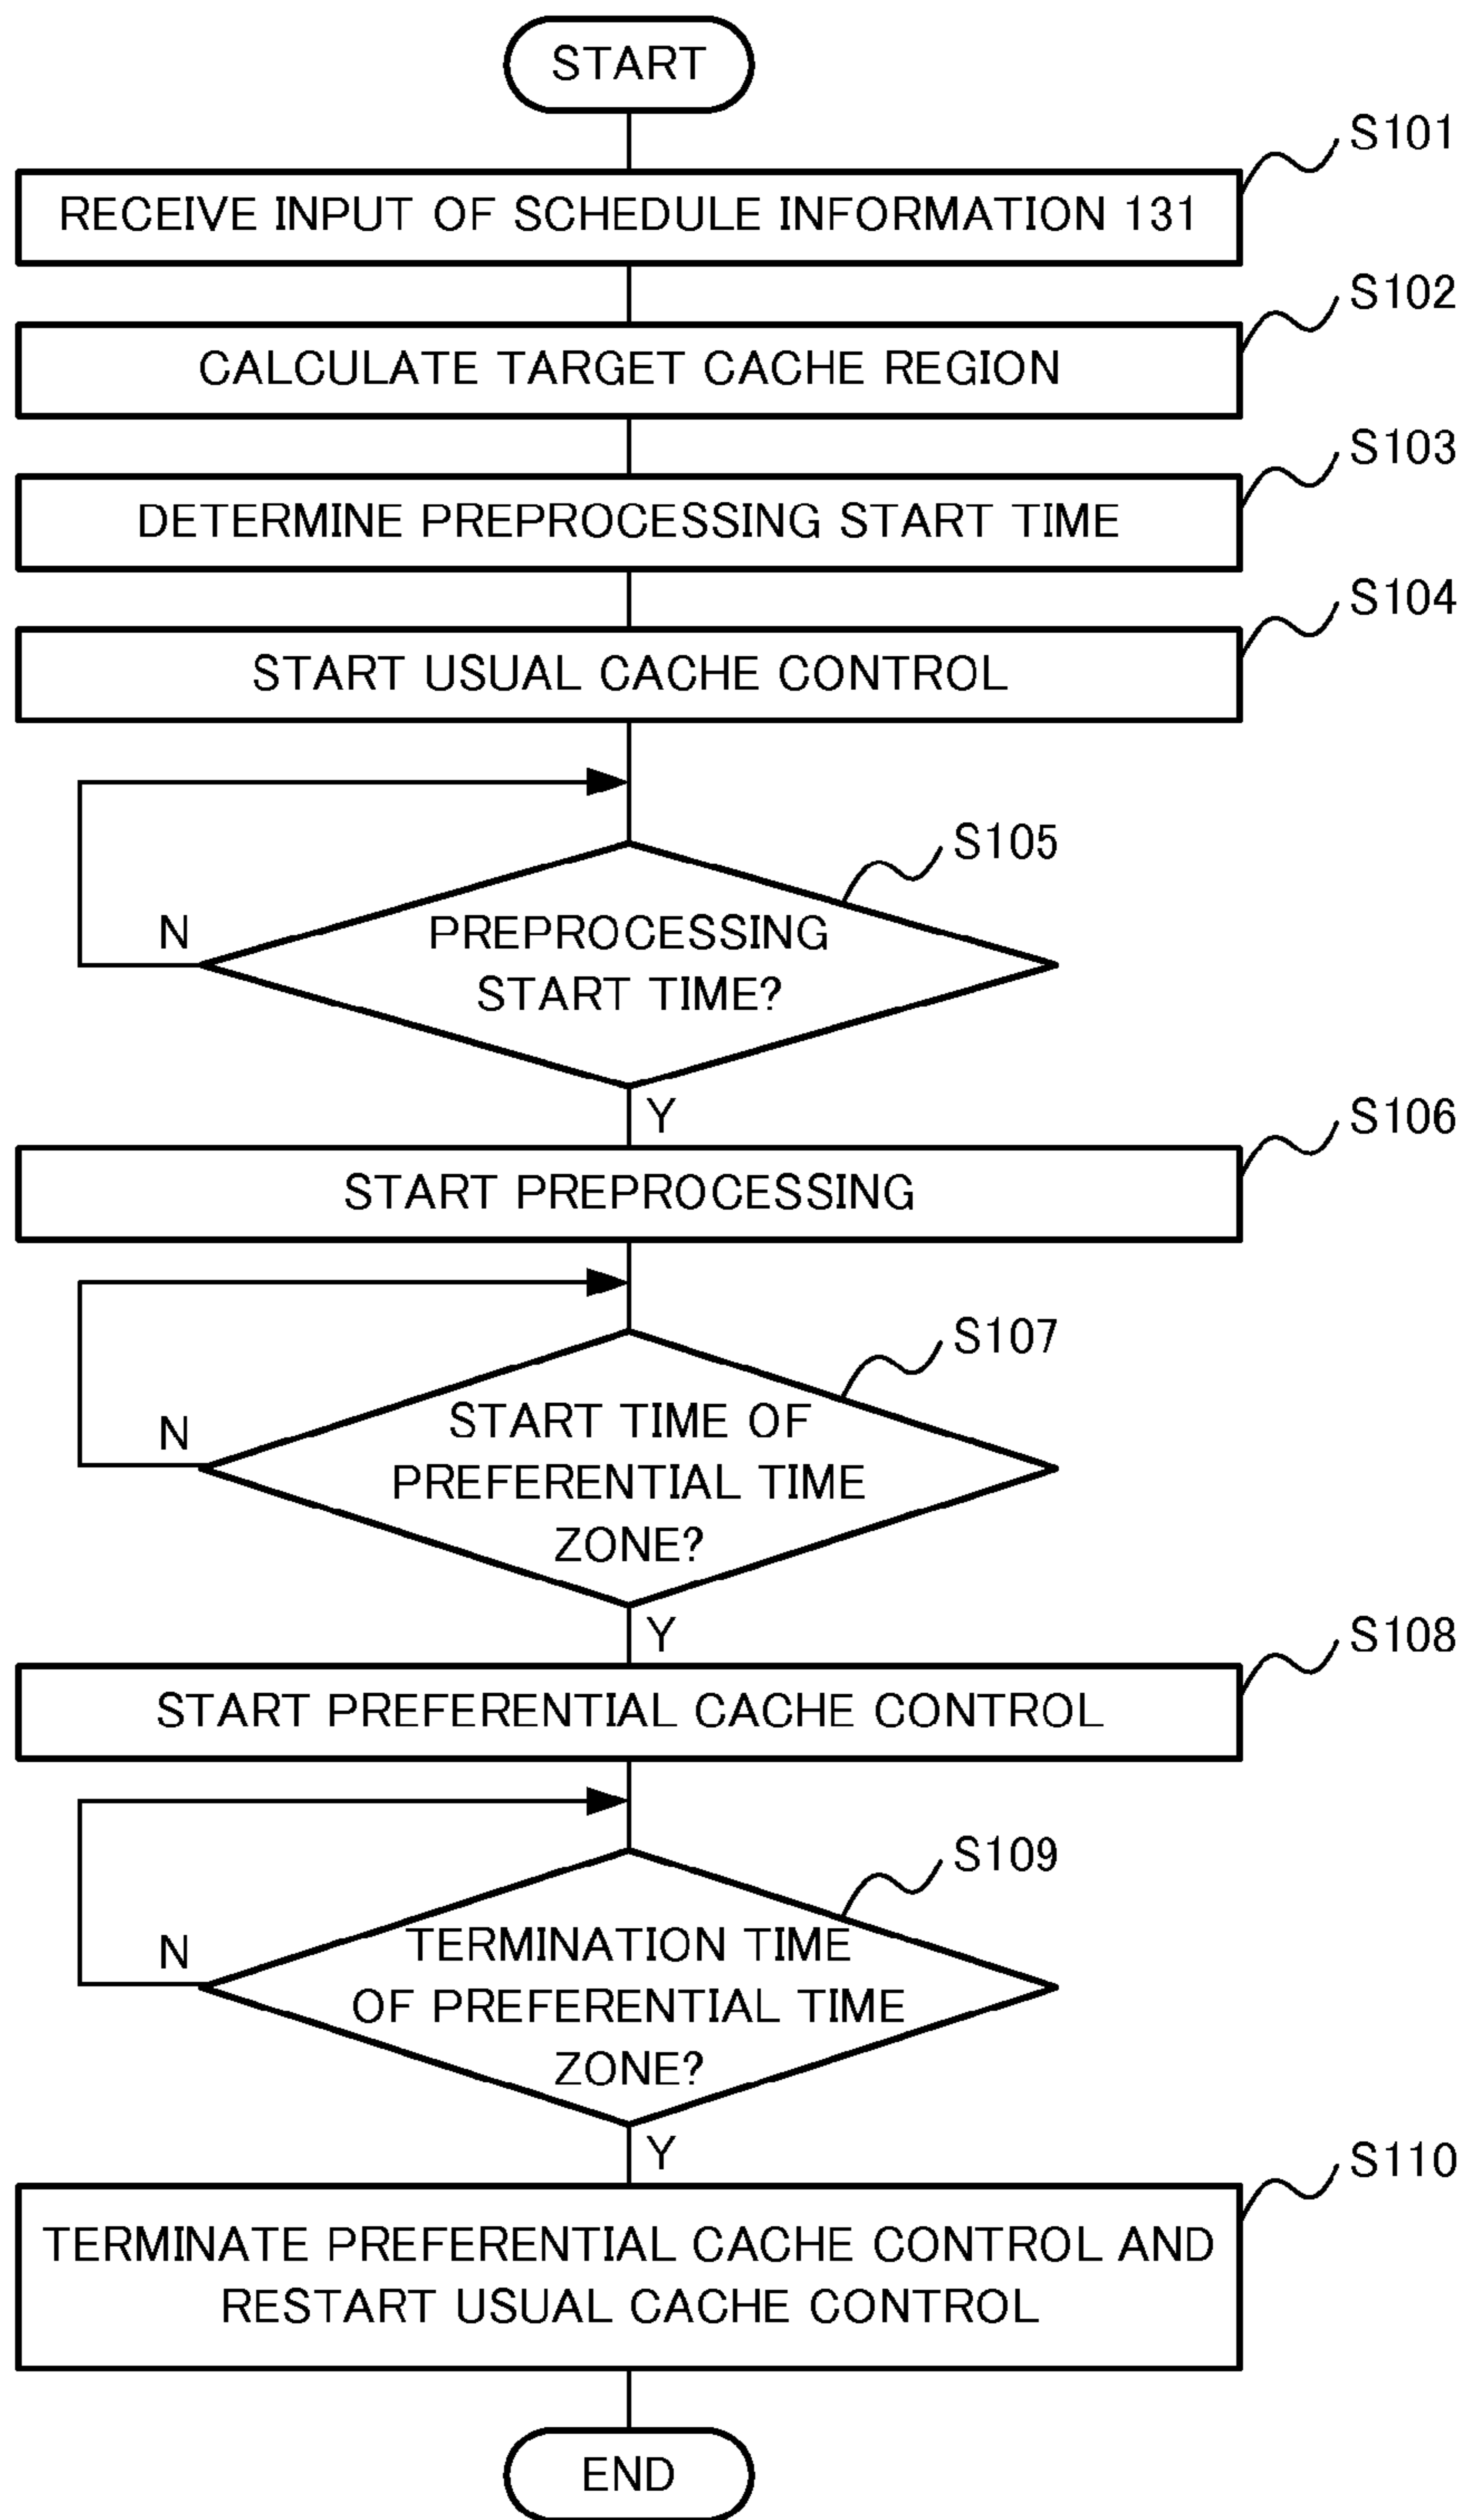 START
S101
RECEIVE INPUT OF SCHEDULE INFORMATION 131
S102
CALCULATE TARGET CACHE REGION
S103
DETERMINE PREPROCESSING START TIME
S104
START USUAL CACHE CONTROL
S105
N
PREPROCESSING
START TIME?
Y
S106
START PREPROCESSING
S107
N
START TIME OF
PREFERENTIAL TIME
ZONE?
Y
S108
START PREFERENTIAL CACHE CONTROL
S109
N
TERMINATION TIME
OF PREFERENTIAL TIME
ZONE?
Y
S110
TERMINATE PREFERENTIAL CACHE CONTROL AND
RESTART USUAL CACHE CONTROL
END